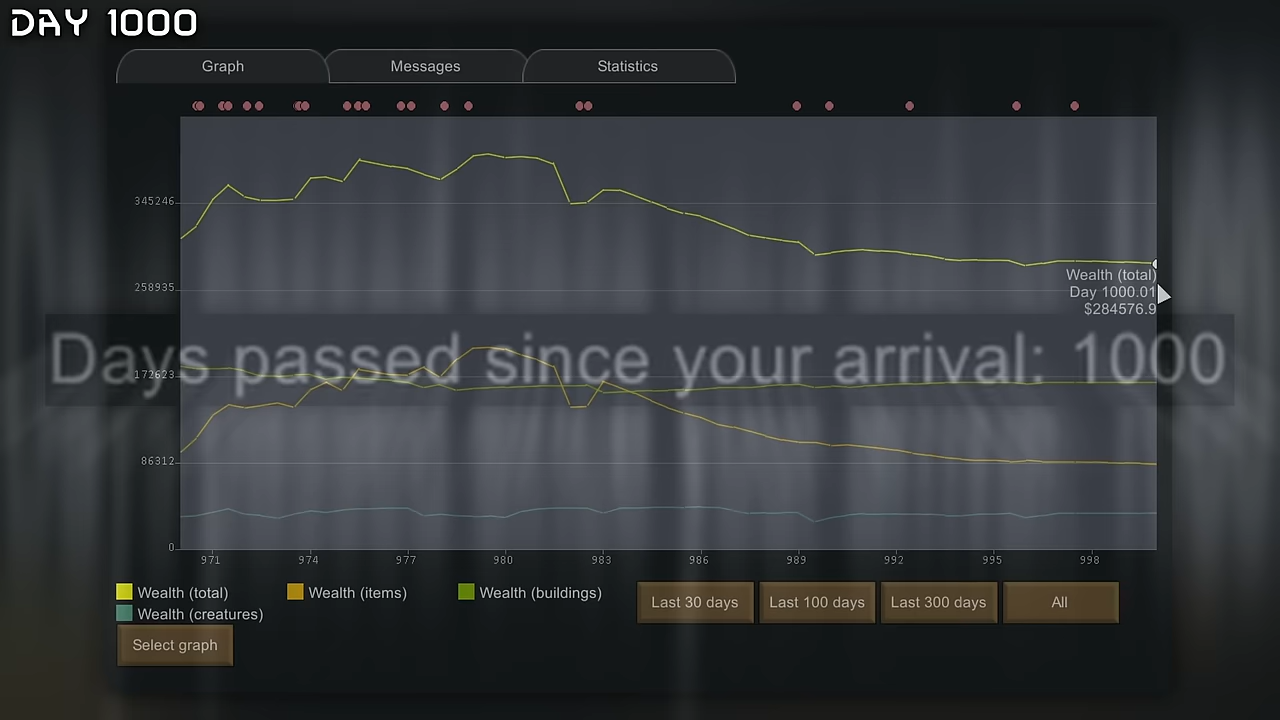 DAY 1000
Graph Messages Statistics
345246
258935
Wealth (total)
Day 1000.01
$284576.9
Days passed since your arrival: 1000
172623
86312
0
971 974 977 980 983 986 989 992 995 998
Wealth (total) Wealth (items) Wealth (buildings)
Wealth (creatures)
Last 30 days Last 100 days Last 300 days All
Select graph